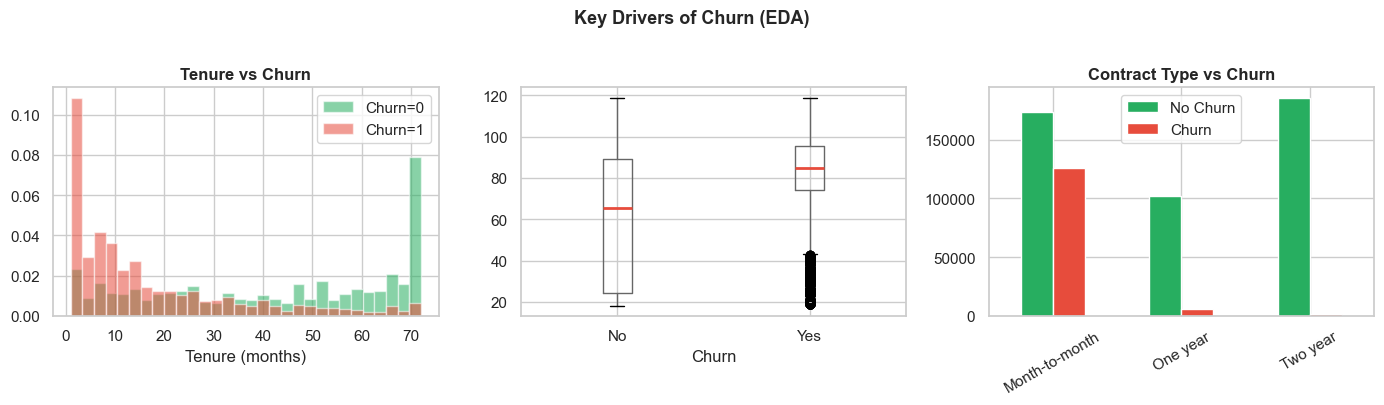 Key Drivers of Churn (EDA)
Tenure vs Churn
Churn=0
Churn=1
0.10
0.08
0.06
0.04
0.02
0.00
0 10 20 30 40 50 60 70
Tenure (months)
120
100
80
60
40
20
No Yes
Churn
Contract Type vs Churn
No Churn
Churn
150000
100000
50000
0
Month-to-month One year Two year